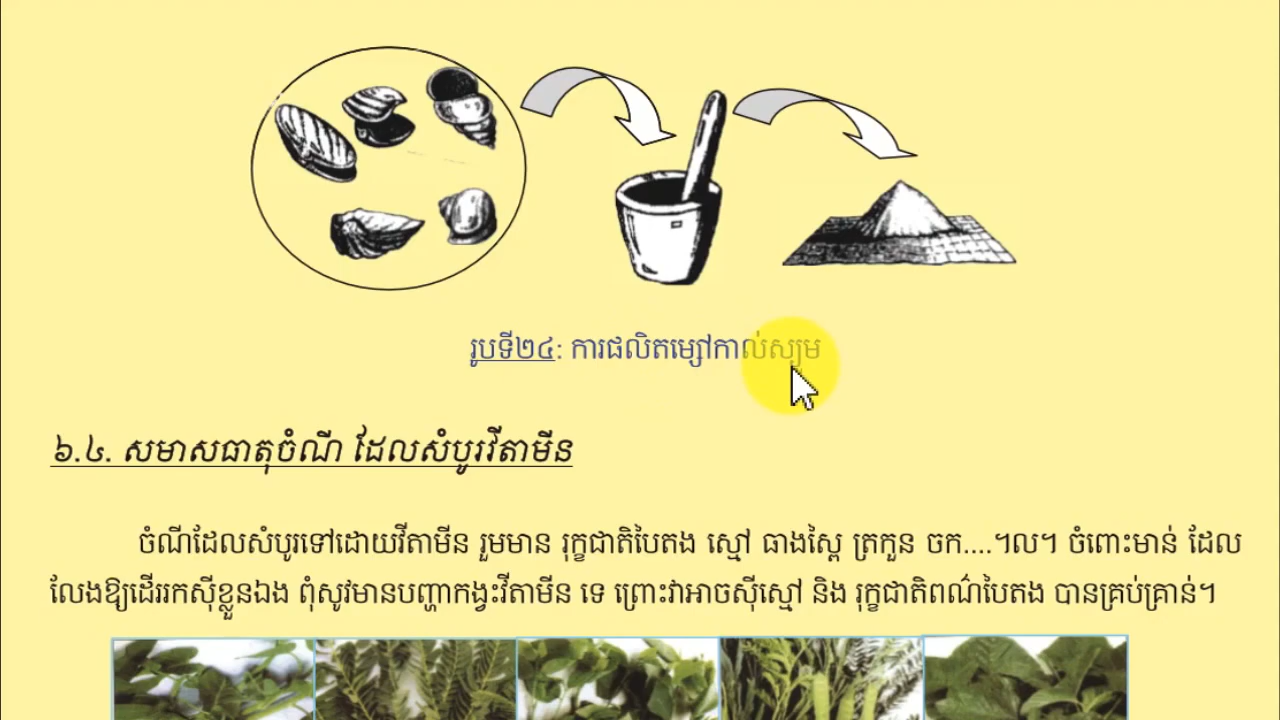 រូបទី២៤: ការផលិតម្សៅកាល់ស្យូម
៦.៤. សមាសធាតុចំណី ដែលសំបូរវីតាមីន
ចំណីដែលសំបូរទៅដោយវីតាមីន រួមមាន រុក្ខជាតិបៃតង ស្មៅ ធាងស្ពៃ ត្រកួន ចក....។ល។ ចំពោះមាន់ ដែល
លែងឱ្យដើររកស៊ីខ្លួនឯង ពុំសូវមានបញ្ហាកង្វះវីតាមីន ទេ ព្រោះវាអាចស៊ីស្មៅ និង រុក្ខជាតិពណ៌បៃតង បានគ្រប់គ្រាន់។